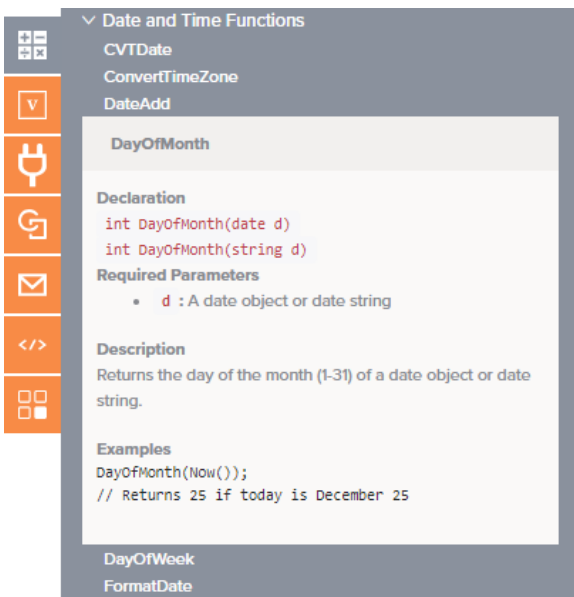 Date and Time Functions
CVTDate
ConvertTimeZone
DateAdd
V
DayOfMonth
Declaration
int DayOfMonth(date d)
int DayOfMonth(string d)
Required Parameters
• d : A date object or date string
</>
Description
Returns the day of the month (1-31) of a date object or date
string.
Examples
DayOfMonth(Now());
// Returns 25 if today is December 25
DayOfWeek
FormatDate